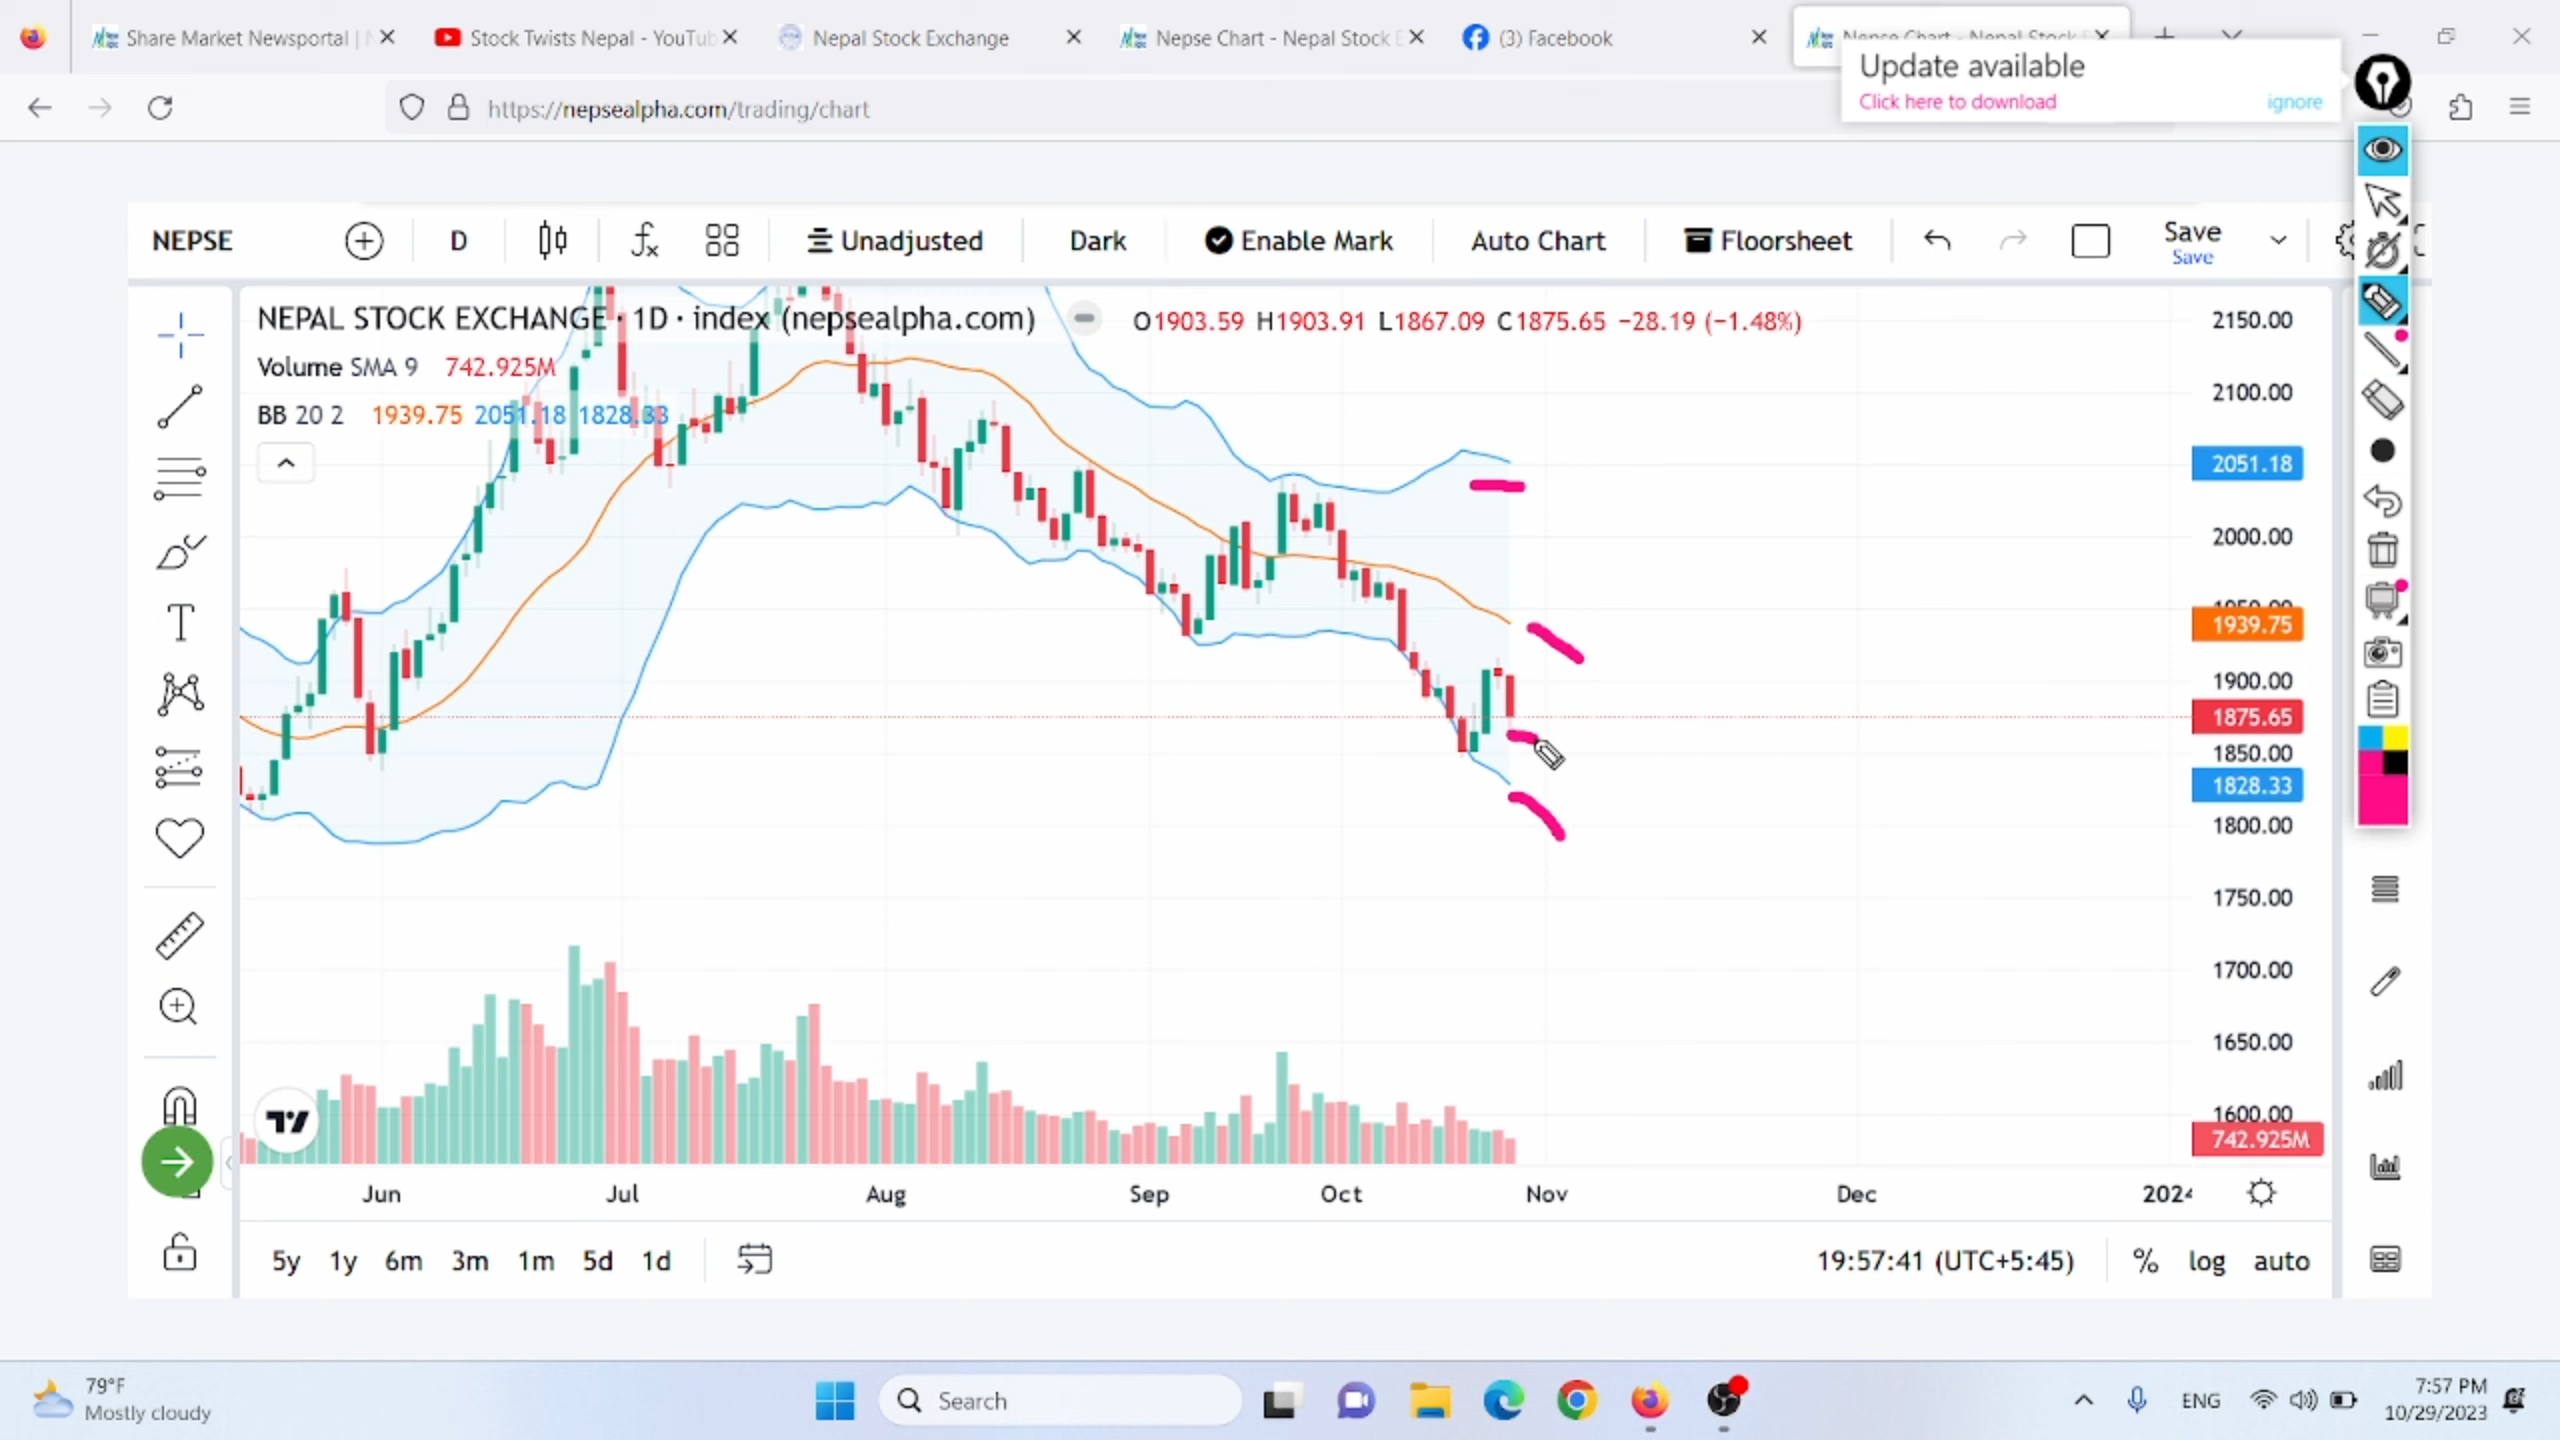 Share Market Newsportal |
Stock Twists Nepal - YouTub
Nepal Stock Exchange
Nepse Chart - Nepal Stock E
(3) Facebook
Nepse Chart - Nepal Stock
Update available
Click here to download
ignore
https://nepsealpha.com/trading/chart
NEPSE
D
Unadjusted
Dark
Enable Mark
Auto Chart
Floorsheet
Save
Save
NEPAL STOCK EXCHANGE · 1D · index (nepsealpha.com)
O1903.59 H1903.91 L1867.09 C1875.65 −28.19 (−1.48%)
Volume SMA 9 742.925M
BB 20 2 1939.75 2051.18 1828.33
2150.00
2100.00
2051.18
2000.00
1950.00
1939.75
1900.00
1875.65
1850.00
1828.33
1800.00
1750.00
1700.00
1650.00
1600.00
742.925M
Jun
Jul
Aug
Sep
Oct
Nov
Dec
2024
5y 1y 6m 3m 1m 5d 1d
19:57:41 (UTC+5:45)
% log auto
79°F
Mostly cloudy
Search
ENG
7:57 PM
10/29/2023